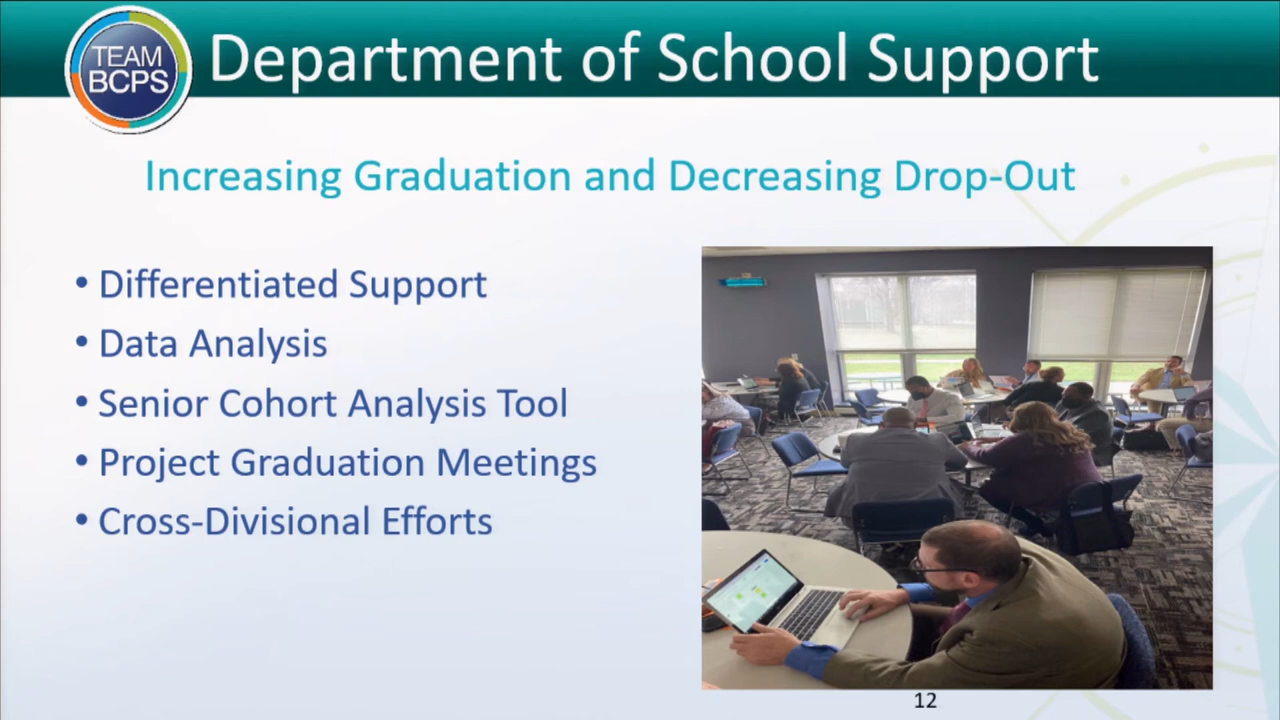 TEAM
BCPS
Department of School Support
Increasing Graduation and Decreasing Drop-Out
• Differentiated Support
• Data Analysis
• Senior Cohort Analysis Tool
• Project Graduation Meetings
• Cross-Divisional Efforts
12